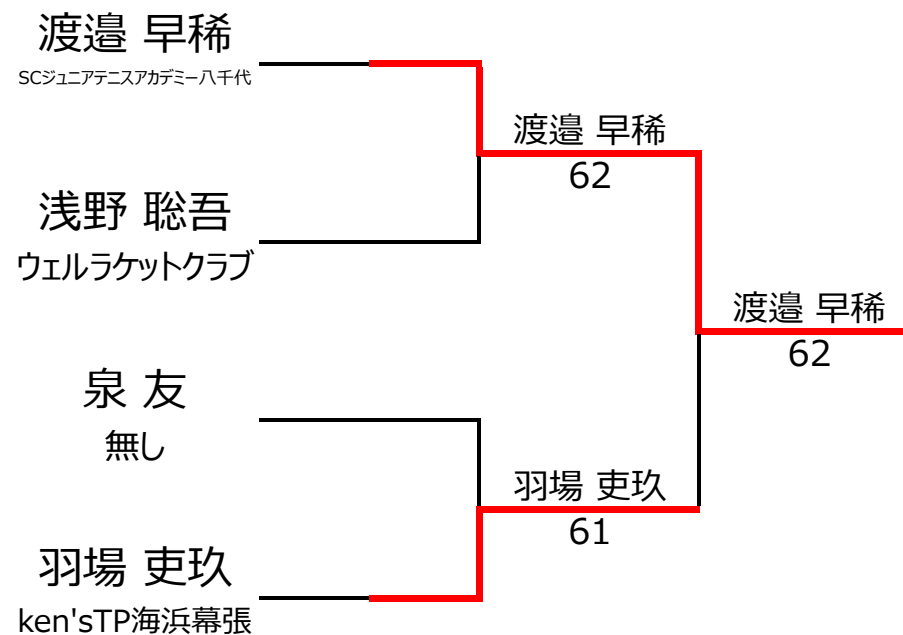 渡邉 早稀
SCジュニアテニスアカデミー八千代
渡邉 早稀
62
浅野 聡吾
ウェルラケットクラブ
渡邉 早稀
62
泉 友
無し
羽場 吏玖
61
羽場 吏玖
ken'sTP海浜幕張